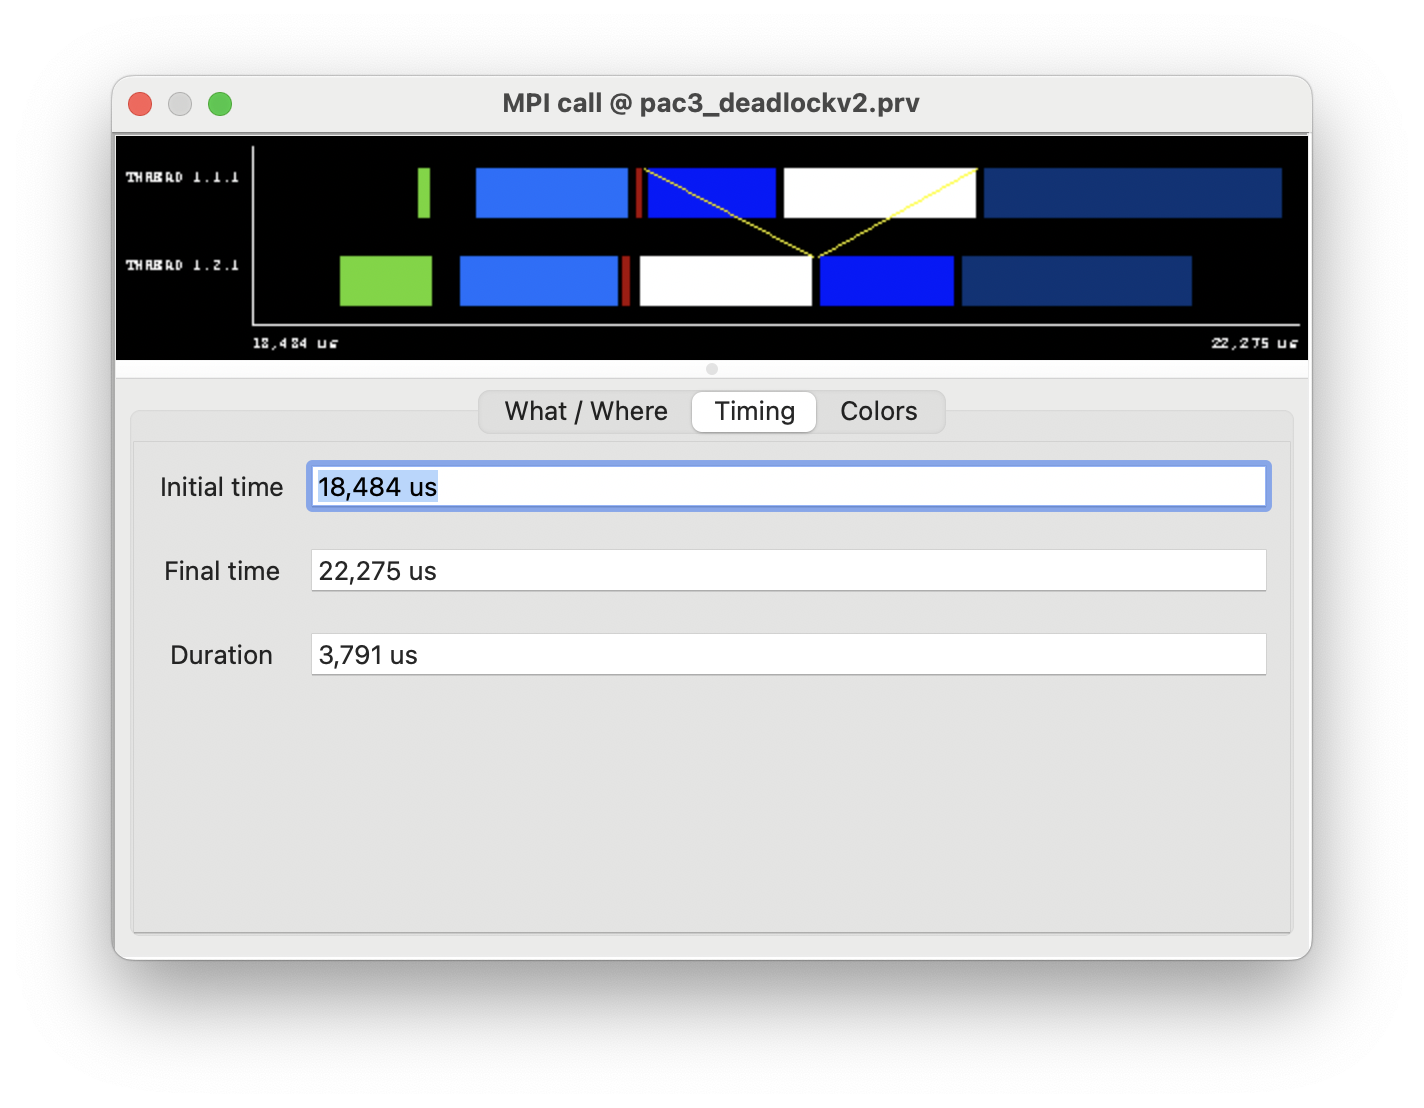 MPI call @ pac3_deadlockv2.prv
THREAD 1.1.1
THREAD 1.2.1
18,484 us
22,275 us
What / Where
Timing
Colors
Initial time
18,484 us
Final time
22,275 us
Duration
3,791 us